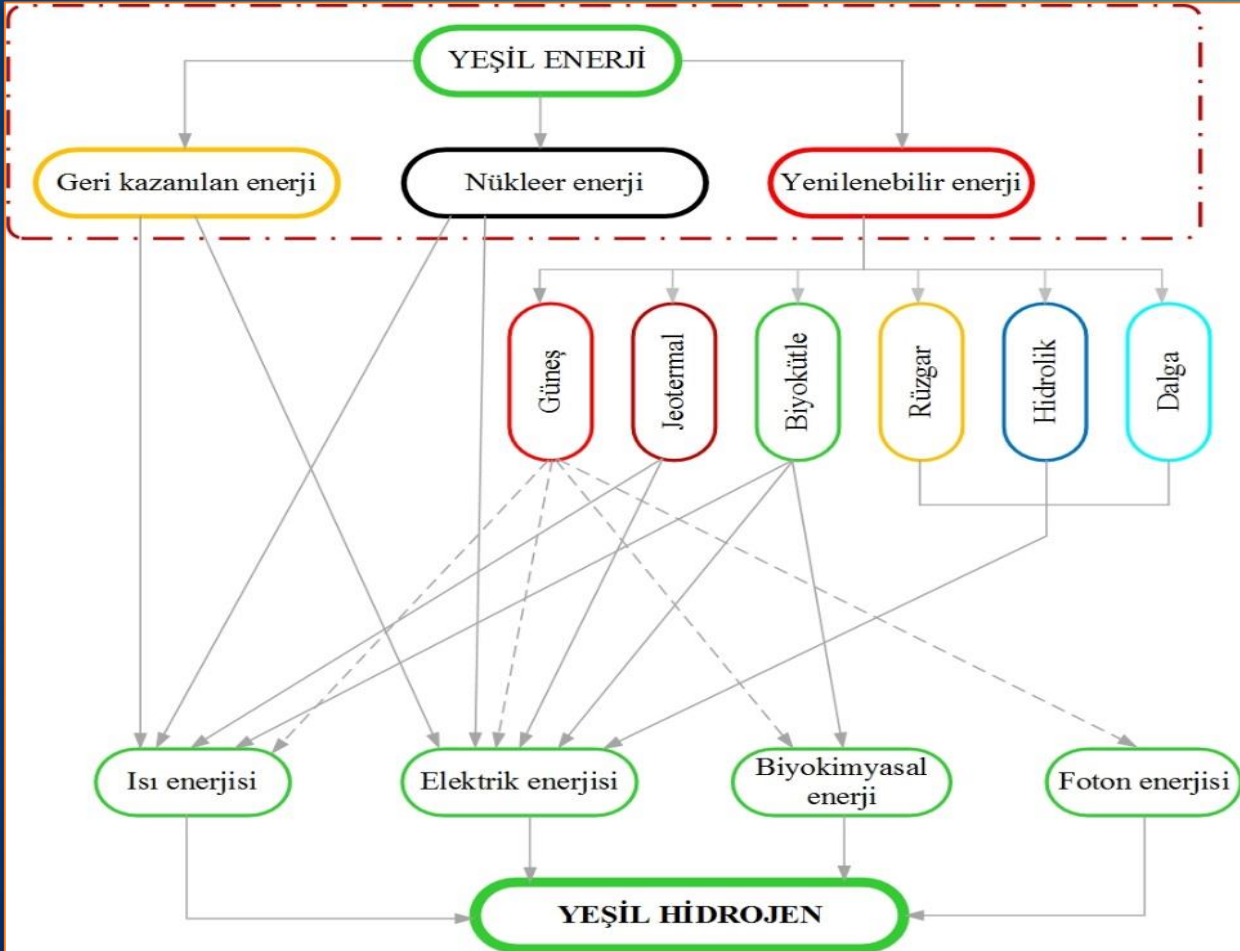 YEŞİL ENERJİ
Geri kazanılan enerji
Nükleer enerji
Yenilenebilir enerji
Güneş
Jeotermal
Biyokütle
Rüzgar
Hidrolik
Dalga
Isı enerjisi
Elektrik enerjisi
Biyokimyasal
enerji
Foton enerjisi
YEŞİL HİDROJEN